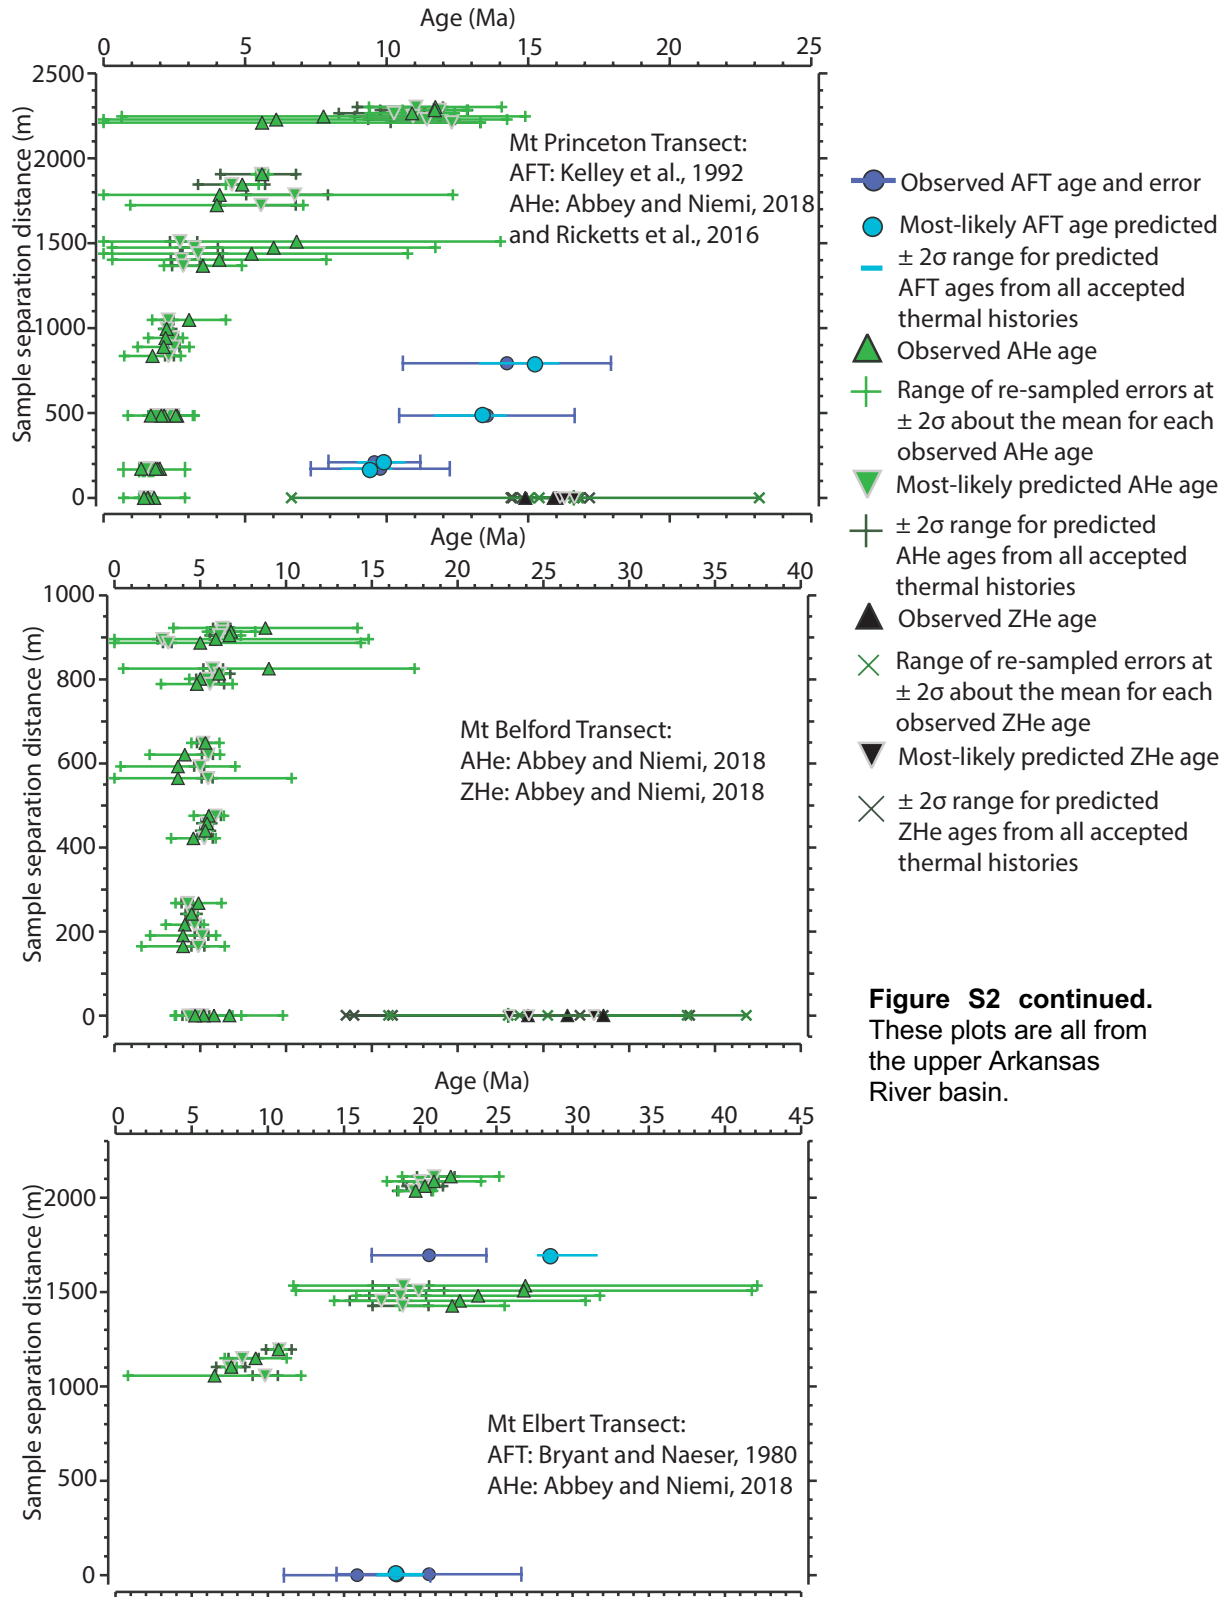 Age (Ma)
0 5 10 15 20 25
2500
2000
1500
1000
500
0
Sample separation distance (m)
Mt Princeton Transect:
AFT: Kelley et al., 1992
AHe: Abbey and Niemi, 2018
and Ricketts et al., 2016
Age (Ma)
0 5 10 15 20 25 30 35 40
1000
800
600
400
200
0
Sample separation distance (m)
Mt Belford Transect:
AHe: Abbey and Niemi, 2018
ZHe: Abbey and Niemi, 2018
Age (Ma)
0 5 10 15 20 25 30 35 40 45
2000
1500
1000
500
0
Sample separation distance (m)
Mt Elbert Transect:
AFT: Bryant and Naeser, 1980
AHe: Abbey and Niemi, 2018
Observed AFT age and error
Most-likely AFT age predicted
± 2σ range for predicted
AFT ages from all accepted
thermal histories
Observed AHe age
Range of re-sampled errors at
± 2σ about the mean for each
observed AHe age
Most-likely predicted AHe age
± 2σ range for predicted
AHe ages from all accepted
thermal histories
Observed ZHe age
Range of re-sampled errors at
± 2σ about the mean for each
observed ZHe age
Most-likely predicted ZHe age
± 2σ range for predicted
ZHe ages from all accepted
thermal histories
Figure S2 continued.
These plots are all from
the upper Arkansas
River basin.